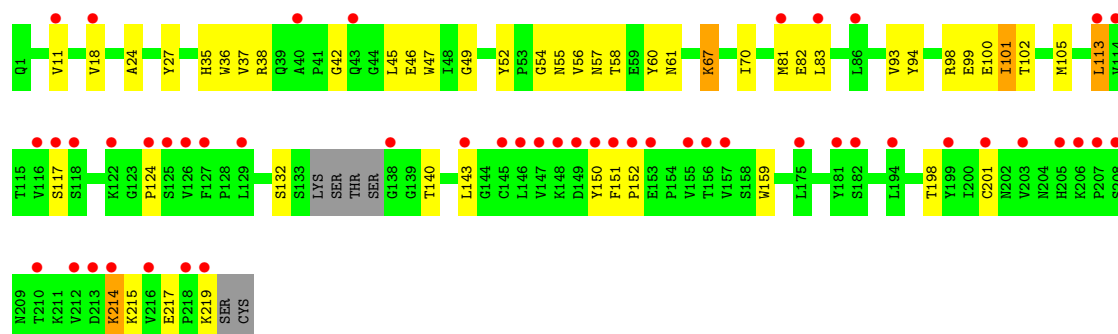 Q1 V11 V18 A24 Y27 H35 W36 V37 R38 Q39 A40 P41 G42 Q43 G44 L45 E46 W47 I48 G49 Y52 P53 G54 N55 V56 N57 T58 E59 Y60 N61 K67 I70 M81 E82 L83 L86 V93 Y94 R98 E99 E100 I101 T102 M105 L113 V114
T115 V116 S117 S118 K122 G123 P124 S125 V126 F127 P128 L129 S132 S133 LYS SER THR SER G138 G139 T140 L143 G144 C145 L146 V147 K148 D149 Y150 F151 P152 E153 P154 V155 T156 V157 S158 W159 L175 Y181 S182 L194 T198 Y199 I200 C201 N202 V203 N204 H205 K206 P207 S208
N209 T210 K211 V212 D213 K214 K215 V216 E217 P218 K219 SER CYS